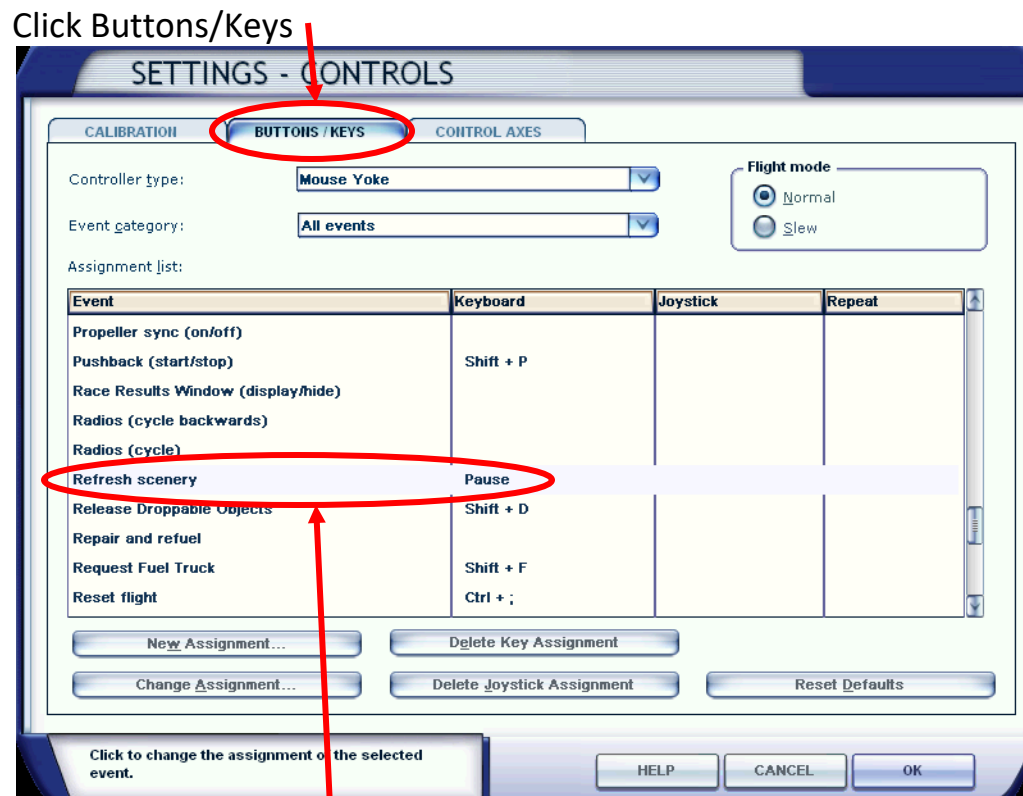 Click Buttons/Keys
SETTINGS - CONTROLS
CALIBRATION BUTTONS / KEYS CONTROL AXES
Controller type: Mouse Yoke
Flight mode
Normal
Event category: All events
Slew
Assignment list:
Event Keyboard Joystick Repeat
Propeller sync (on/off)
Pushback (start/stop) Shift + P
Race Results Window (display/hide)
Radios (cycle backwards)
Radios (cycle)
Refresh scenery Pause
Release Droppable Objects Shift + D
Repair and refuel
Request Fuel Truck Shift + F
Reset flight Ctrl + ;
New Assignment... Delete Key Assignment
Change Assignment... Delete Joystick Assignment Reset Defaults
Click to change the assignment of the selected
event.
HELP CANCEL OK